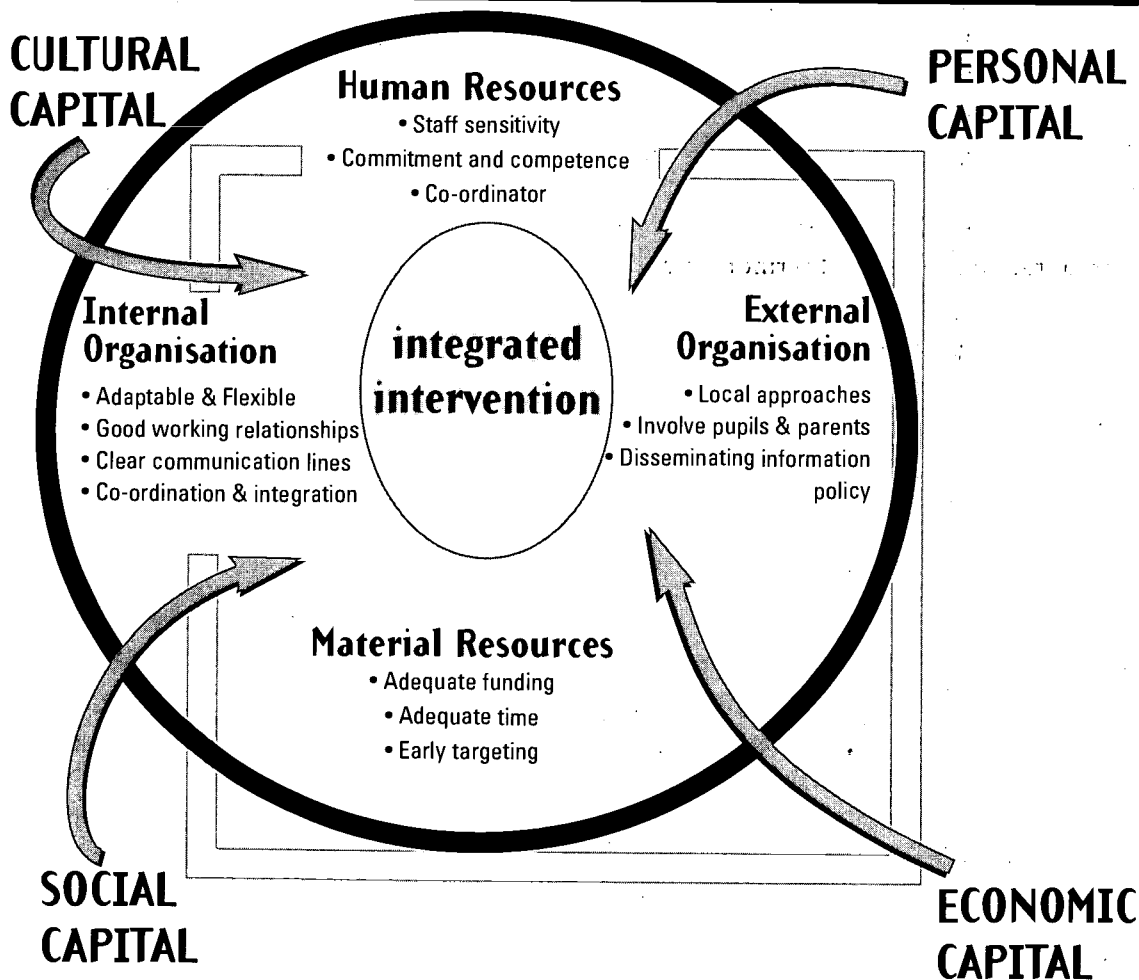 CULTURAL
CAPITAL
PERSONAL
CAPITAL
Human Resources
• Staff sensitivity
• Commitment and competence
• Co-ordinator
Internal
Organisation
• Adaptable & Flexible
• Good working relationships
• Clear communication lines
• Co-ordination & integration
integrated
intervention
External
Organisation
• Local approaches
• Involve pupils & parents
• Disseminating information
policy
Material Resources
• Adequate funding
• Adequate time
• Early targeting
SOCIAL
CAPITAL
ECONOMIC
CAPITAL